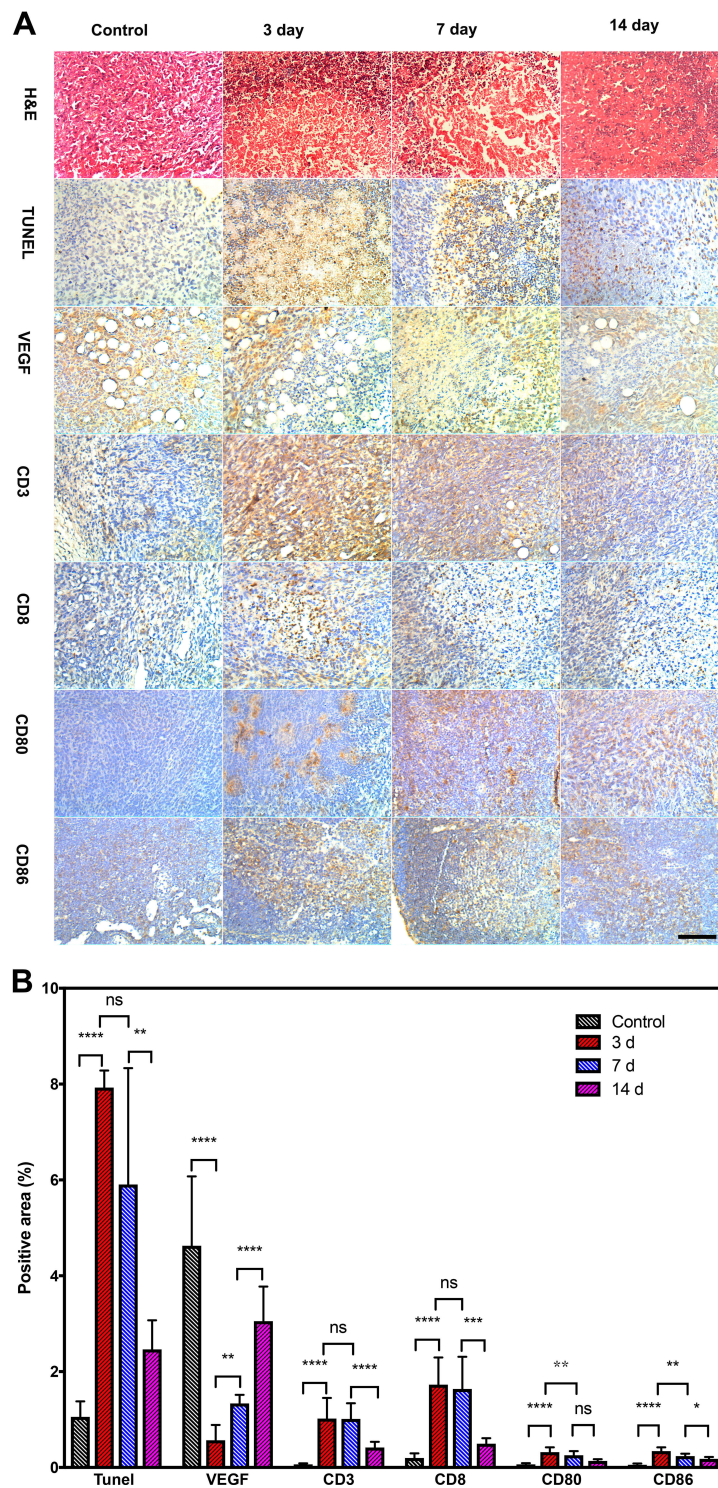 A
Control 3 day 7 day 14 day
H&E
TUNEL
VEGF
CD3
CD8
CD80
CD86
B
10
8
6
4
2
0
Positive area (%)
Control
3 d
7 d
14 d
ns
**** **
****
****
**
ns
**** ****
ns
**** ***
**
**** ns
**
**** *
Tunel VEGF CD3 CD8 CD80 CD86